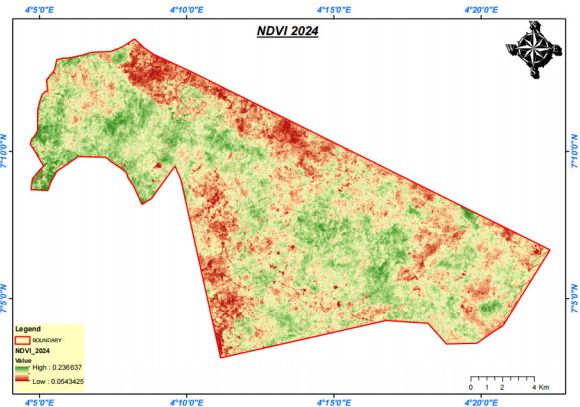 4°5'0"E 4°10'0"E 4°15'0"E 4°20'0"E
NDVI 2024
N
7°10'0"N 7°10'0"N
7°5'0"N 7°5'0"N
Legend
BOUNDARY
NDVI_2024
Value
High : 0.236637
Low : 0.0543425
0 1 2 4 Km
4°5'0"E 4°10'0"E 4°15'0"E 4°20'0"E